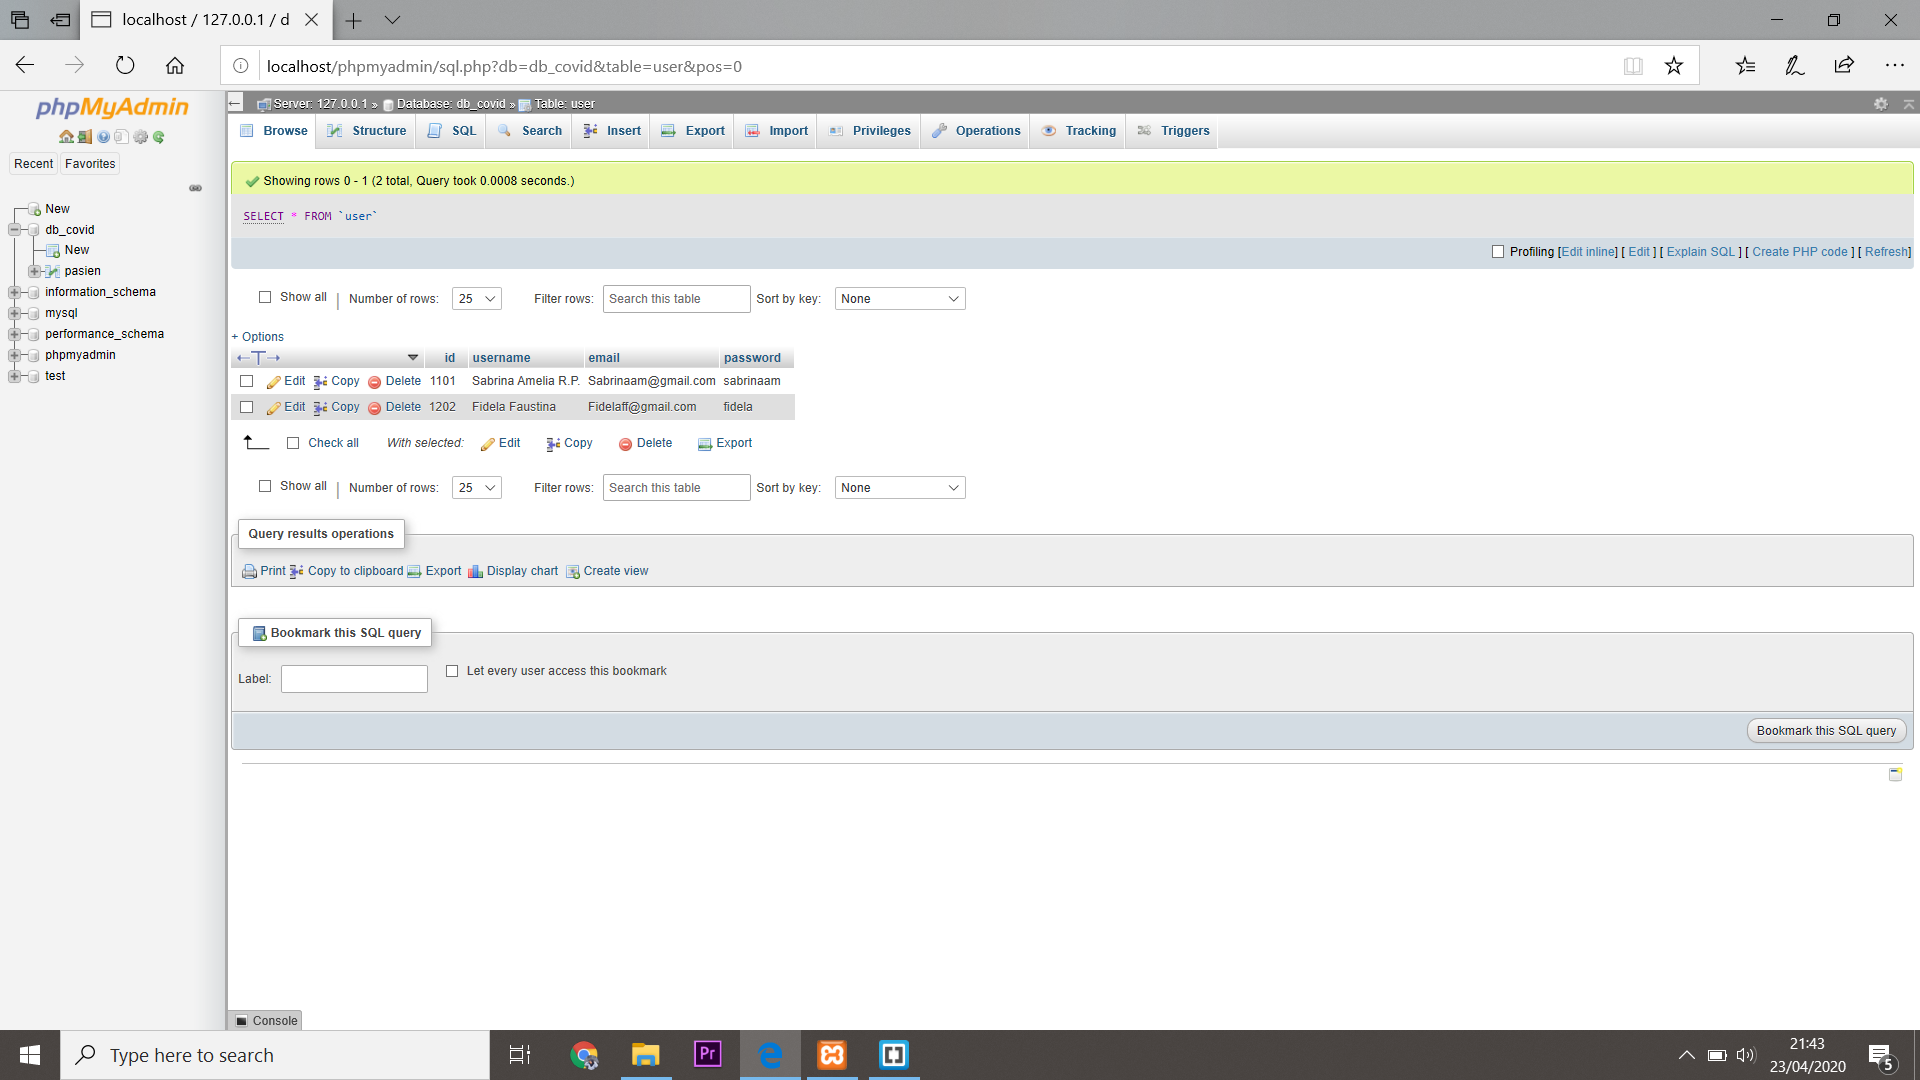 localhost / 127.0.0.1 / d
localhost/phpmyadmin/sql.php?db=db_covid&table=user&pos=0
phpMyAdmin
Server: 127.0.0.1 » Database: db_covid » Table: user
Browse Structure SQL Search Insert Export Import Privileges Operations Tracking Triggers
Recent Favorites
New
db_covid
New
pasien
information_schema
mysql
performance_schema
phpmyadmin
test
Showing rows 0 - 1 (2 total, Query took 0.0008 seconds.)
SELECT * FROM `user`
Profiling [Edit inline] [ Edit ] [ Explain SQL ] [ Create PHP code ] [ Refresh]
Show all | Number of rows: 25 Filter rows: Search this table Sort by key: None
+ Options
←T→ id username email password
Edit Copy Delete 1101 Sabrina Amelia R.P. Sabrinaam@gmail.com sabrinaam
Edit Copy Delete 1202 Fidela Faustina Fidelaff@gmail.com fidela
Check all With selected: Edit Copy Delete Export
Show all | Number of rows: 25 Filter rows: Search this table Sort by key: None
Query results operations
Print Copy to clipboard Export Display chart Create view
Bookmark this SQL query
Label: Let every user access this bookmark
Bookmark this SQL query
Console
Type here to search
Pr
21:43
23/04/2020
5